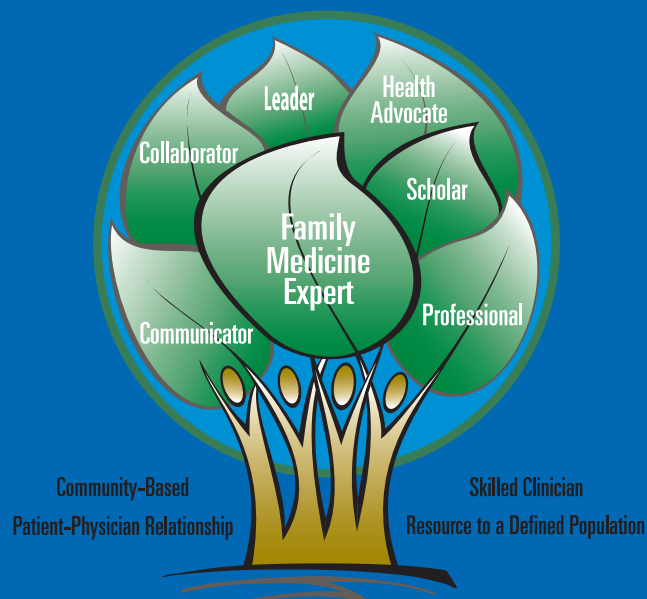 Leader
Health
Advocate
Collaborator
Scholar
Family
Medicine
Expert
Communicator
Professional
Community-Based
Patient-Physician Relationship
Skilled Clinician
Resource to a Defined Population